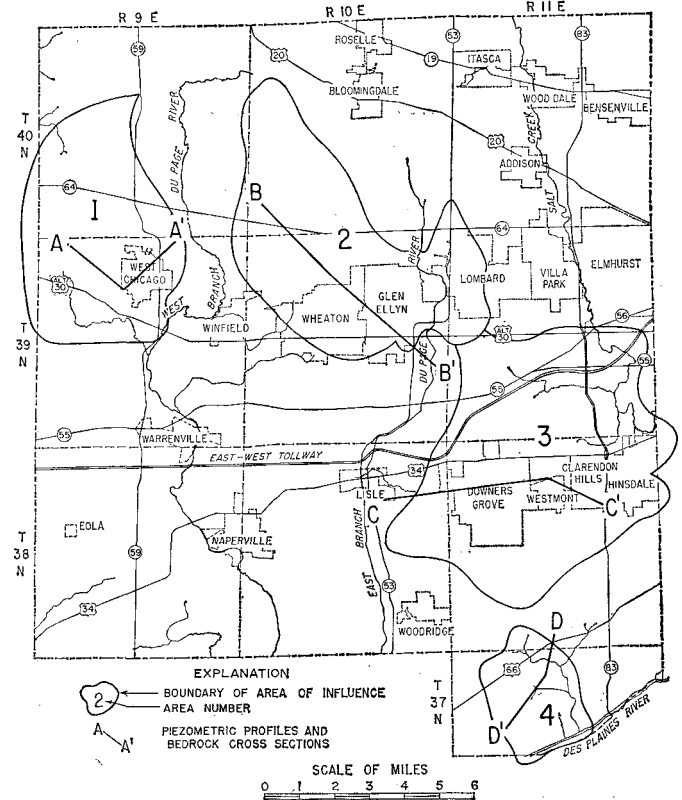 R 9 E
R 10 E
R 11 E
59
53
83
ROSELLE
20
19
ITASCA
BLOOMINGDALE
WOOD DALE
BENSENVILLE
T
40
N
DU PAGE RIVER
CREEK
20
ADDISON
64
B
SALT
I
A
A'
2
64
WEST
CHICAGO
RIVER
LOMBARD
VILLA
PARK
ELMHURST
ALT
30
WEST BRANCH
GLEN
ELLYN
WINFIELD
WHEATON
56
T
39
N
ALT
30
DU PAGE
B'
55
55
55
WARRENVILLE
3
EAST-WEST TOLLWAY
34
CLARENDON
HILLS
HINSDALE
LISLE
DOWNERS
GROVE
WESTMONT
C
C'
EOLA
NAPERVILLE
T
38
N
59
EAST BRANCH
53
34
WOODRIDGE
D
66
83
T
37
N
4
D'
DES PLAINES RIVER
EXPLANATION
2
BOUNDARY OF AREA OF INFLUENCE
AREA NUMBER
A
A'
PIEZOMETRIC PROFILES AND
BEDROCK CROSS SECTIONS
SCALE OF MILES
0 1 2 3 4 5 6